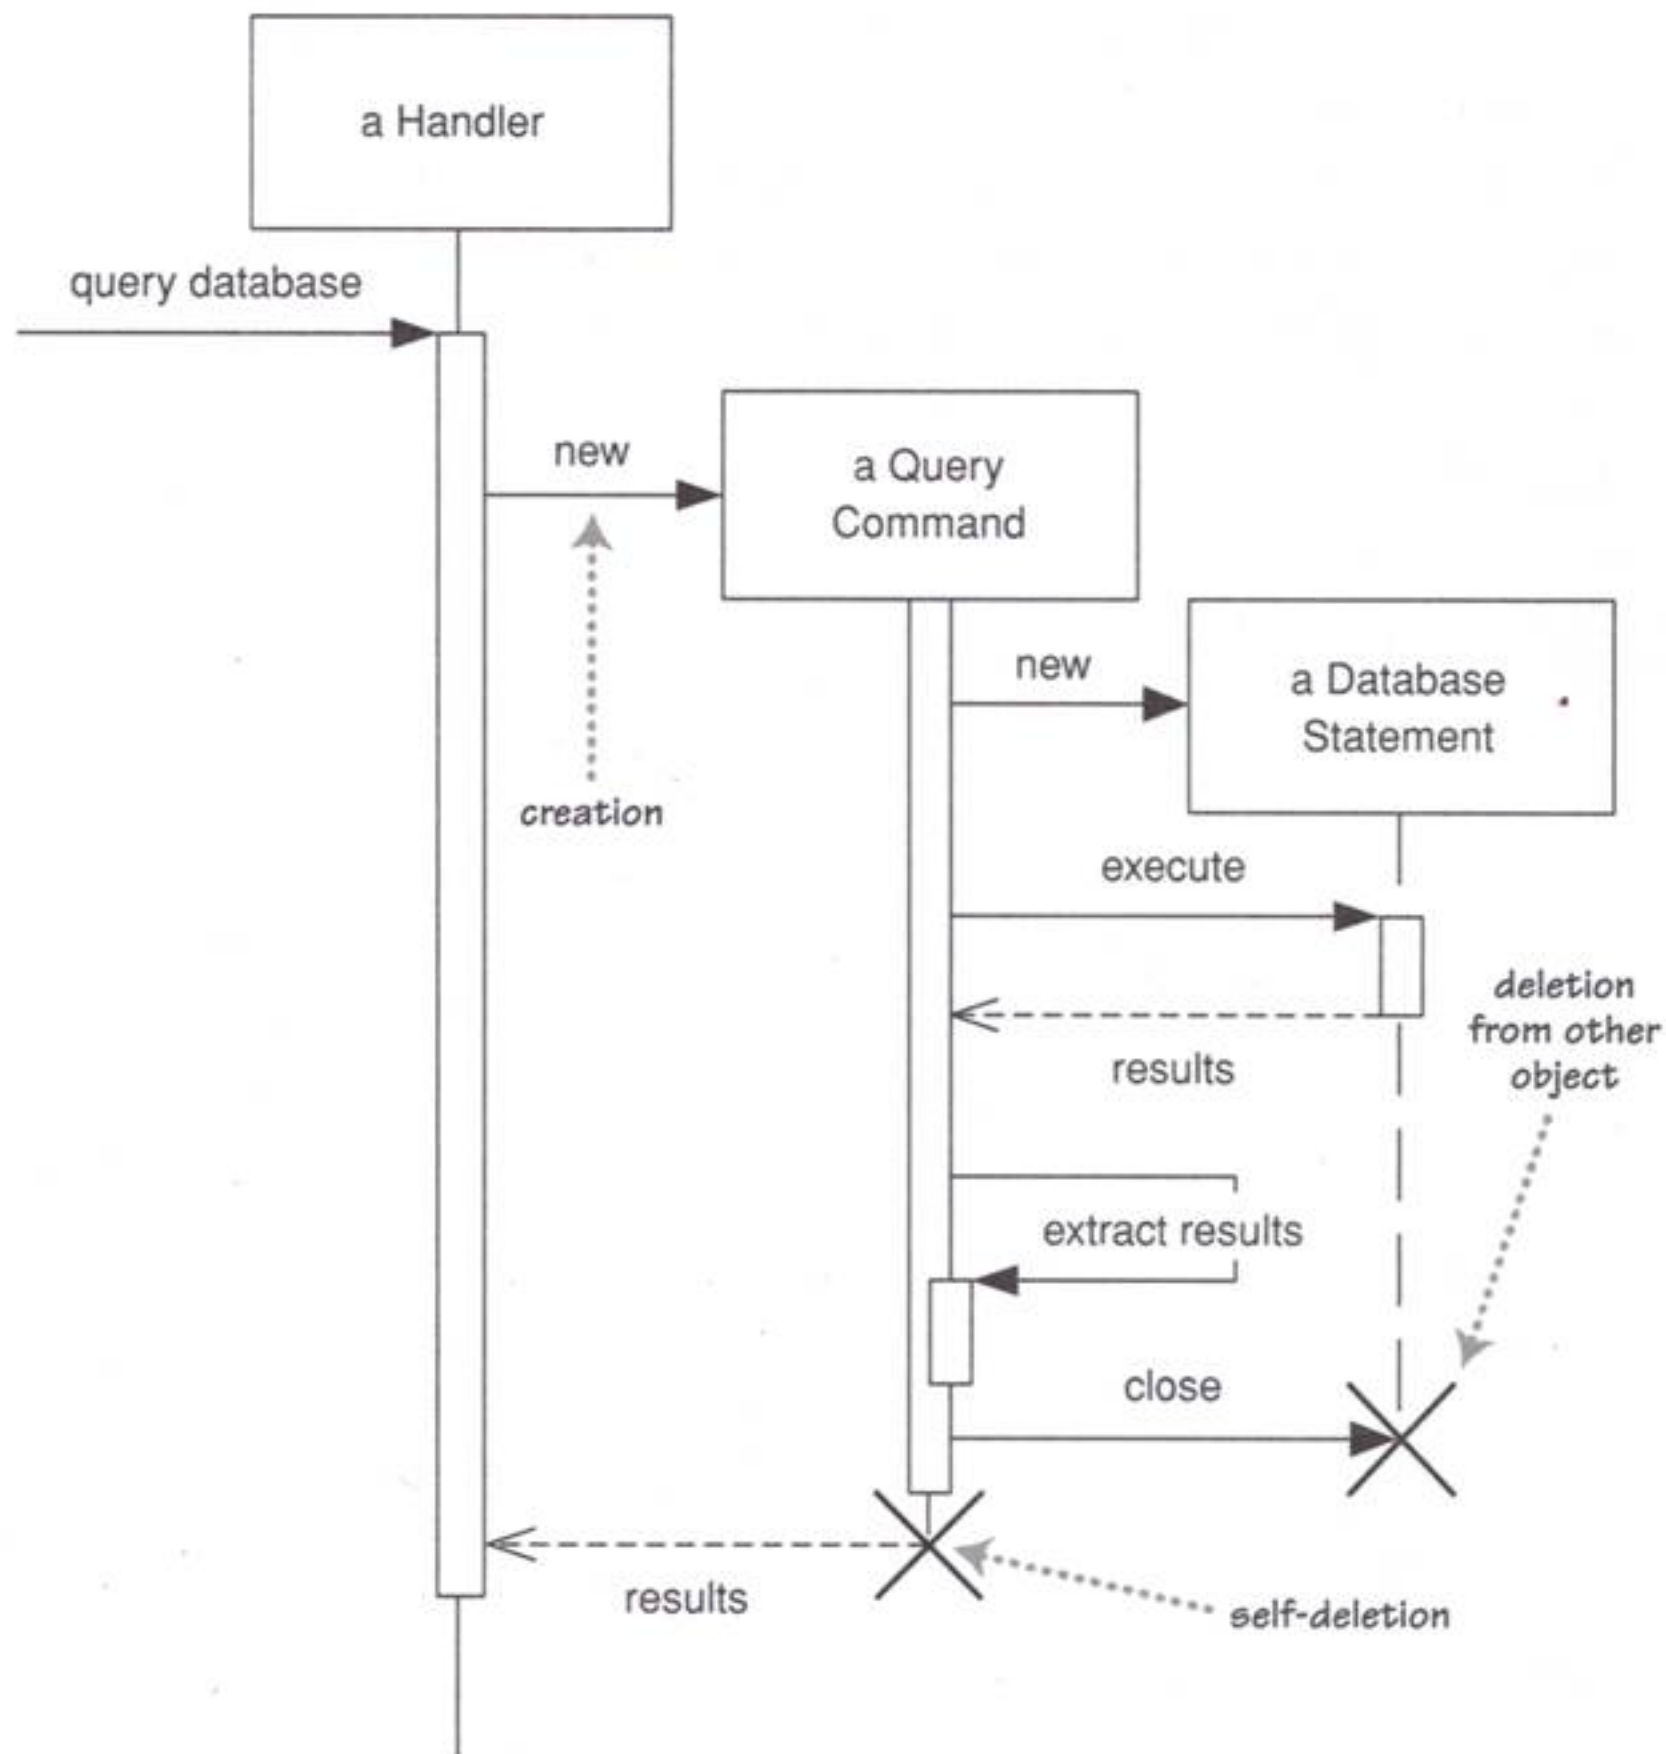 a Handler
query database
new
a Query
Command
new
a Database
Statement
creation
execute
deletion
from other
object
results
extract results
close
results
self-deletion